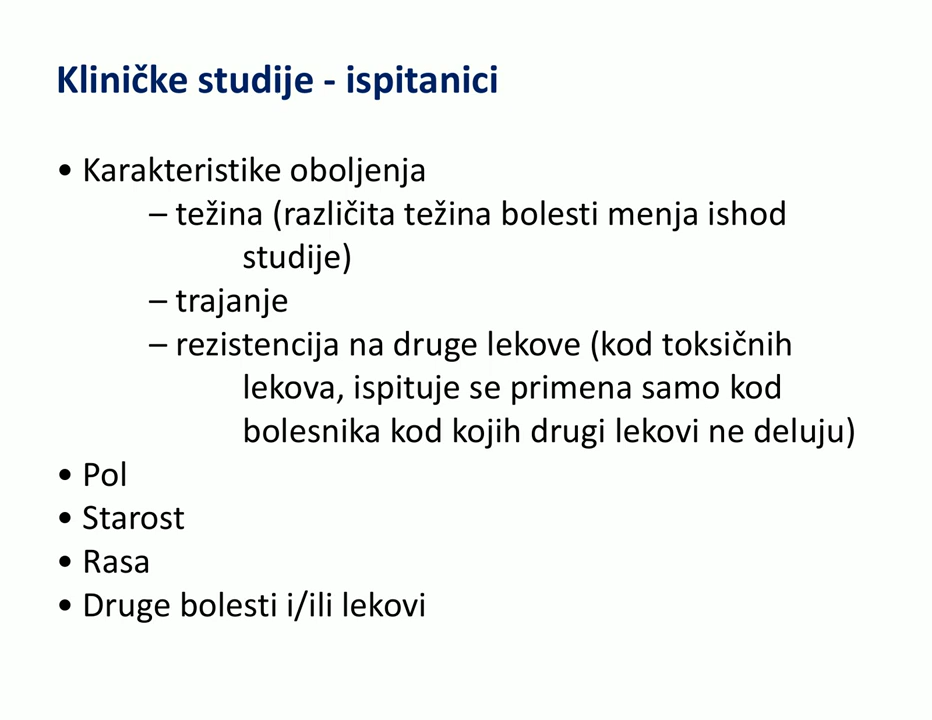 Kliničke studije - ispitanici
• Karakteristike oboljenja
– težina (različita težina bolesti menja ishod
studije)
– trajanje
– rezistencija na druge lekove (kod toksičnih
lekova, ispituje se primena samo kod
bolesnika kod kojih drugi lekovi ne deluju)
• Pol
• Starost
• Rasa
• Druge bolesti i/ili lekovi